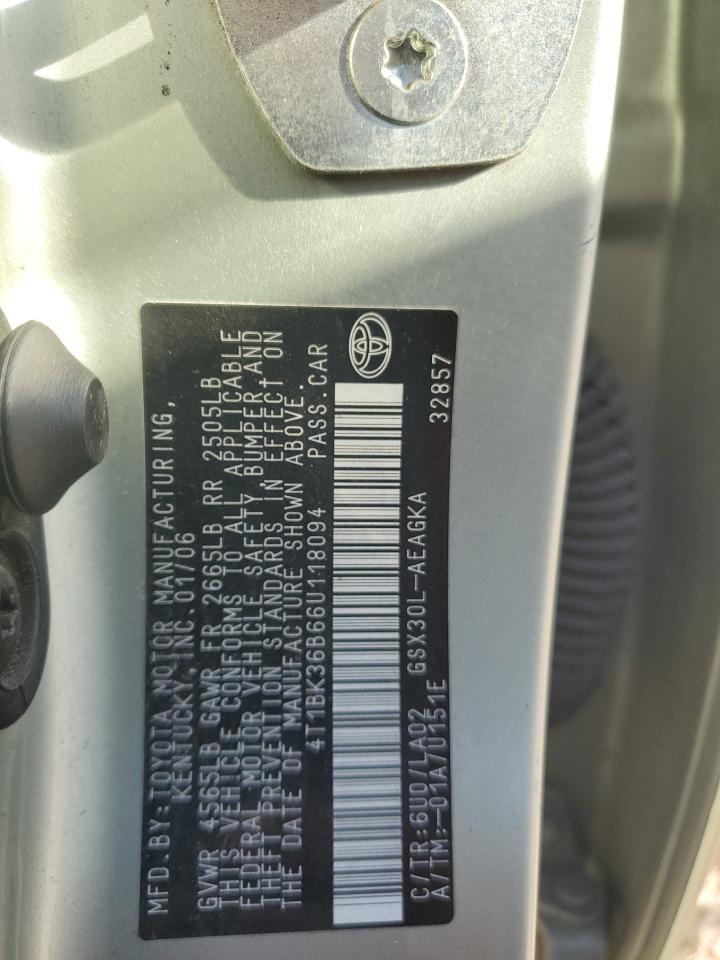 MFD.BY:TOYOTA MOTOR MANUFACTURING,
KENTUCKY, INC.01/06
GVWR 4565LB GAWR FR 2665LB RR 2505LB
THIS VEHICLE CONFORMS TO ALL APPLICABLE
FEDERAL MOTOR VEHICLE SAFETY, BUMPER, AND
THEFT PREVENTION STANDARDS IN EFFECT ON
THE DATE OF MANUFACTURE SHOWN ABOVE.
4T1BK36B66U118094 PASS.CAR
C/TR:6U0/LA02 GSX30L-AEAGKA
A/TM:-01A/U151E 32857